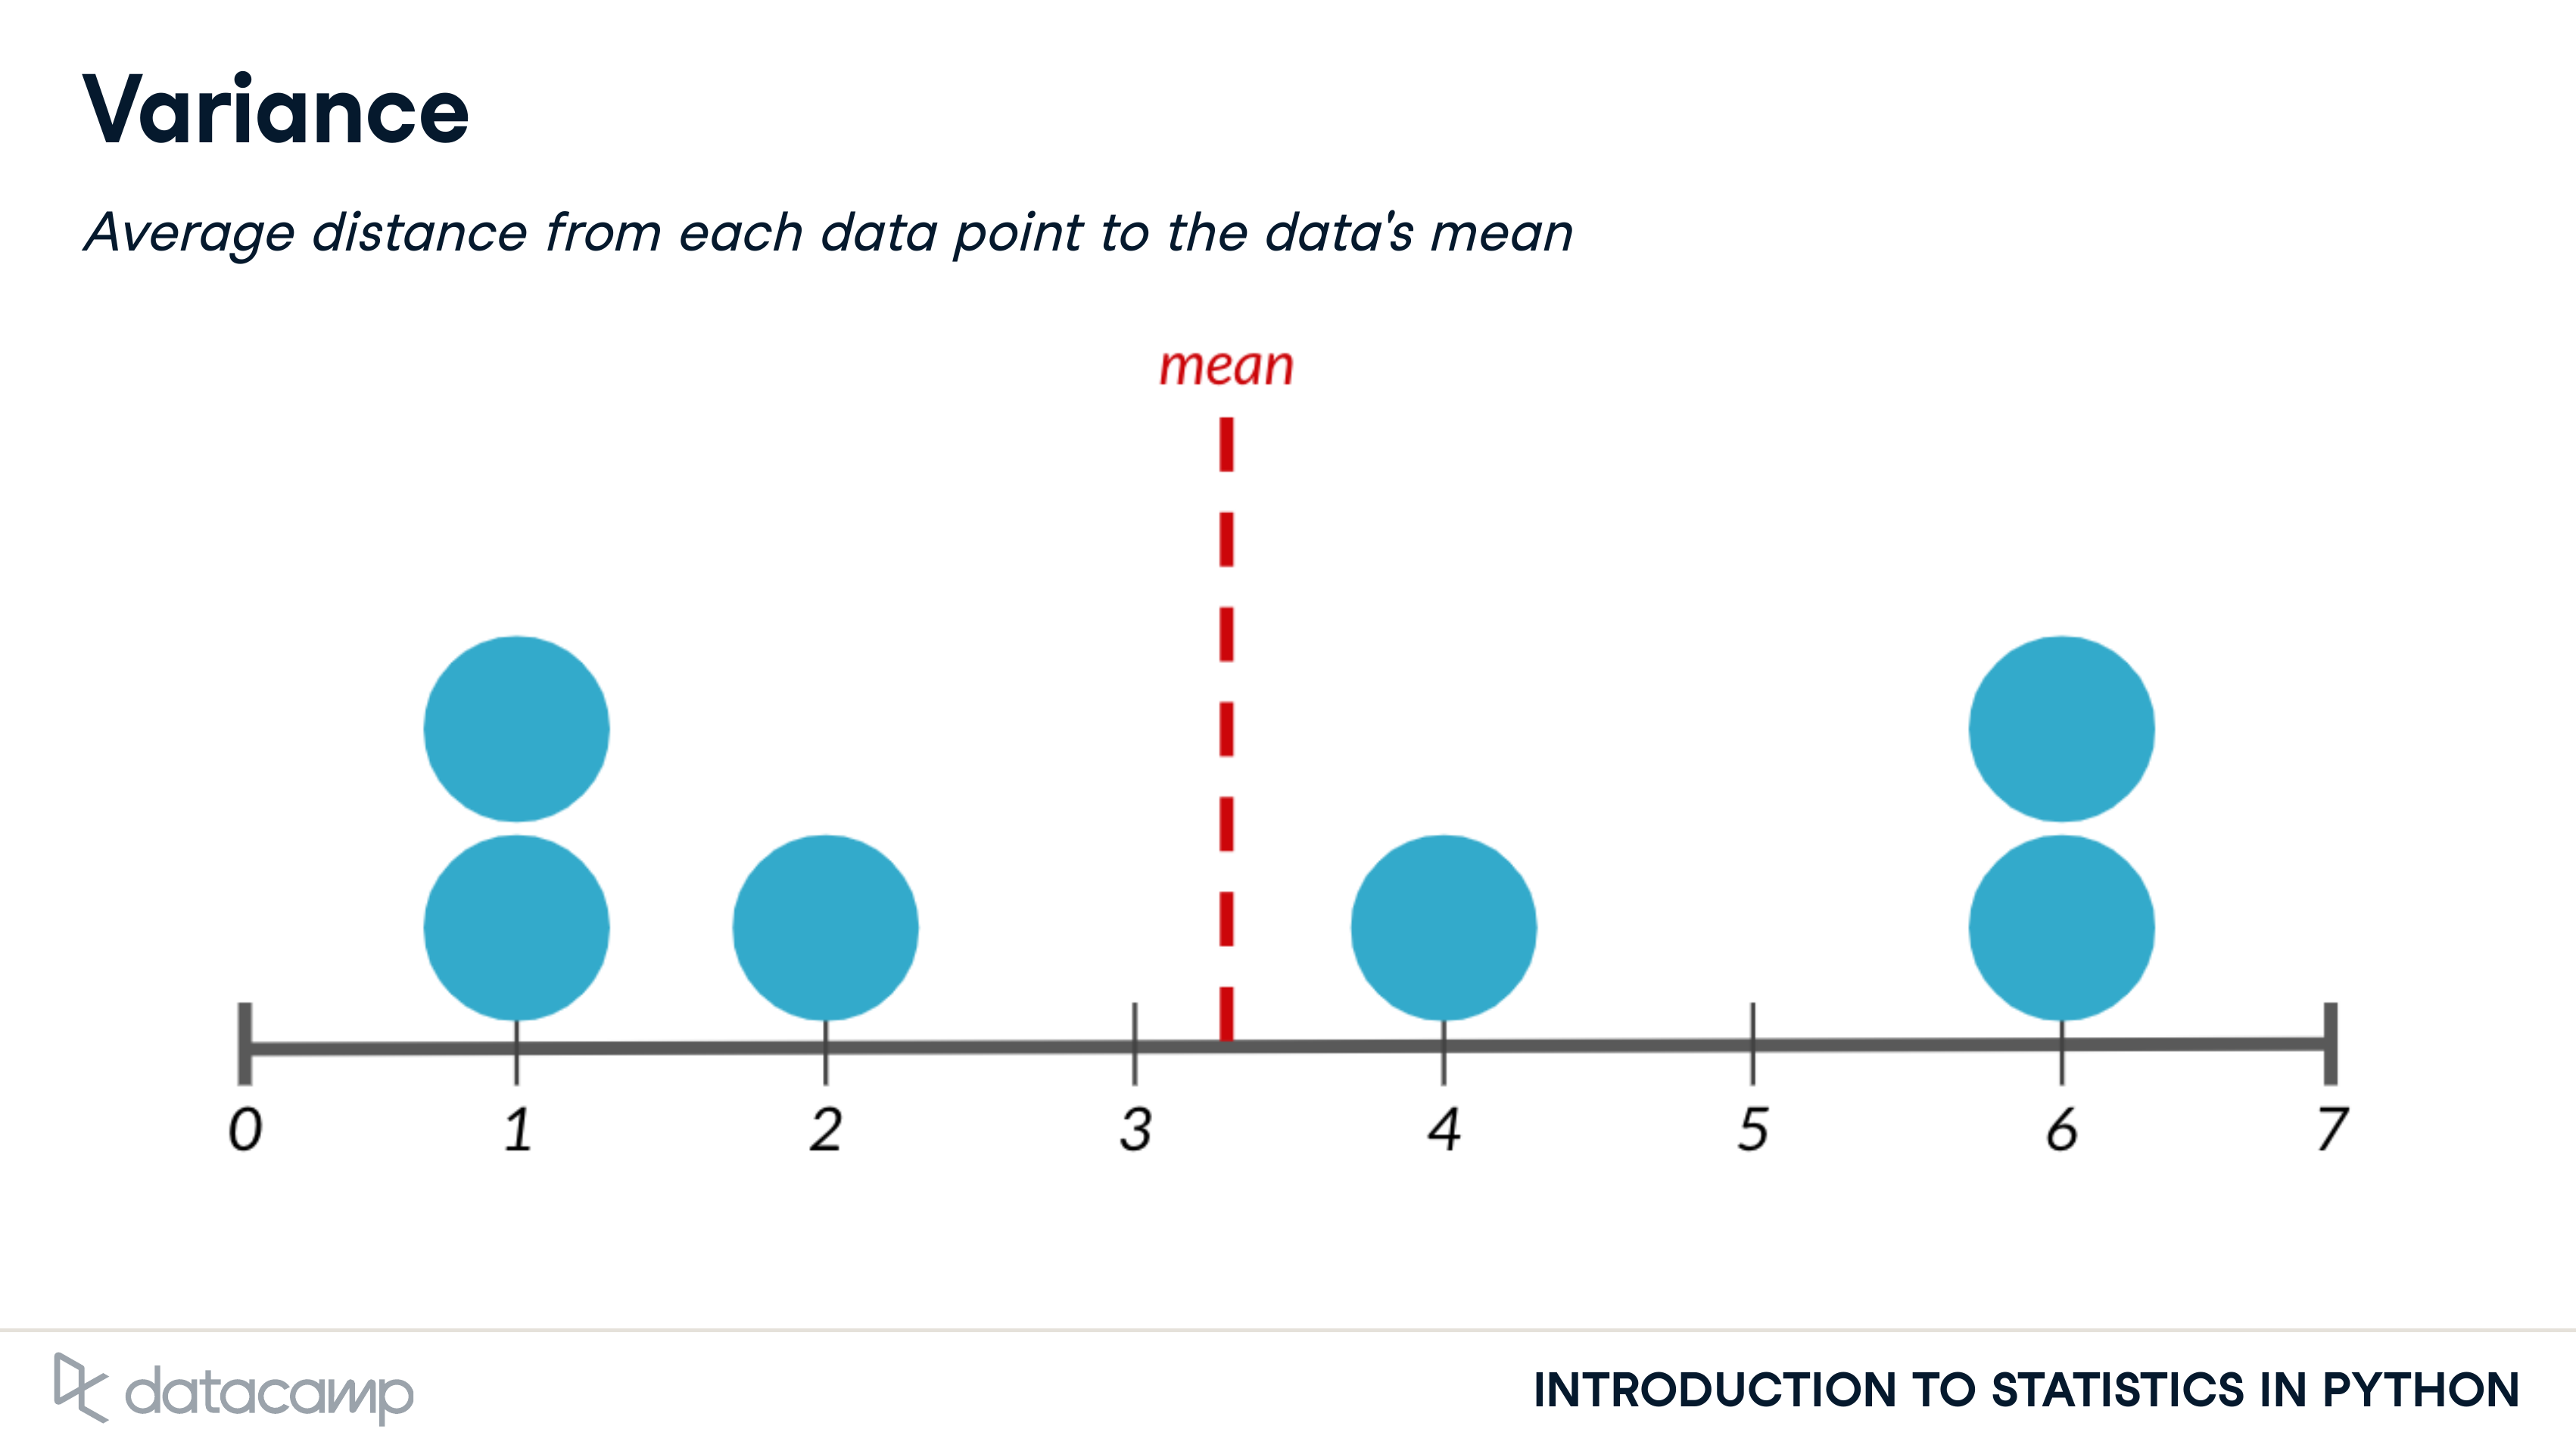 Variance
Average distance from each data point to the data's mean
mean
0 1 2 3 4 5 6 7
datacamp
INTRODUCTION TO STATISTICS IN PYTHON